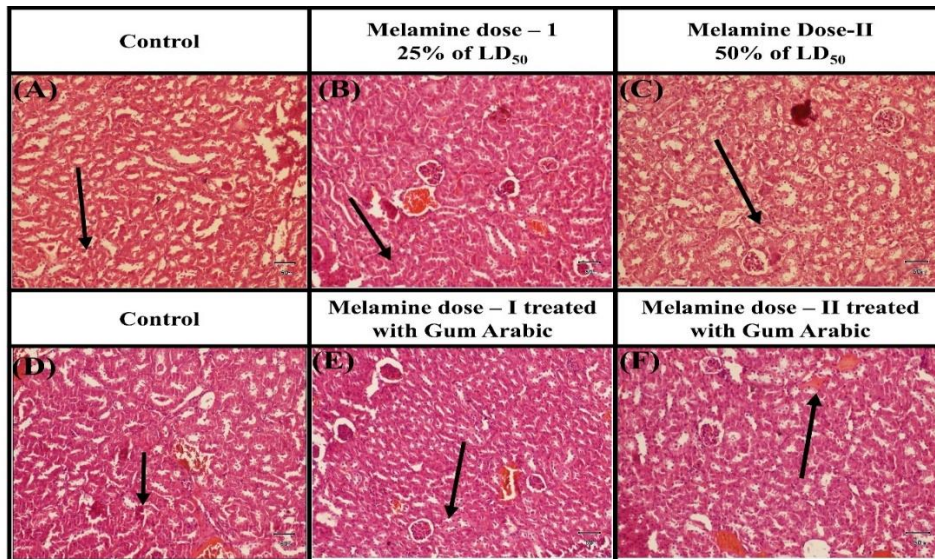 Control
Melamine dose – 1
25% of LD₅₀
Melamine Dose-II
50% of LD₅₀
(A)
(B)
(C)
Control
Melamine dose – I treated
with Gum Arabic
Melamine dose – II treated
with Gum Arabic
(D)
(E)
(F)